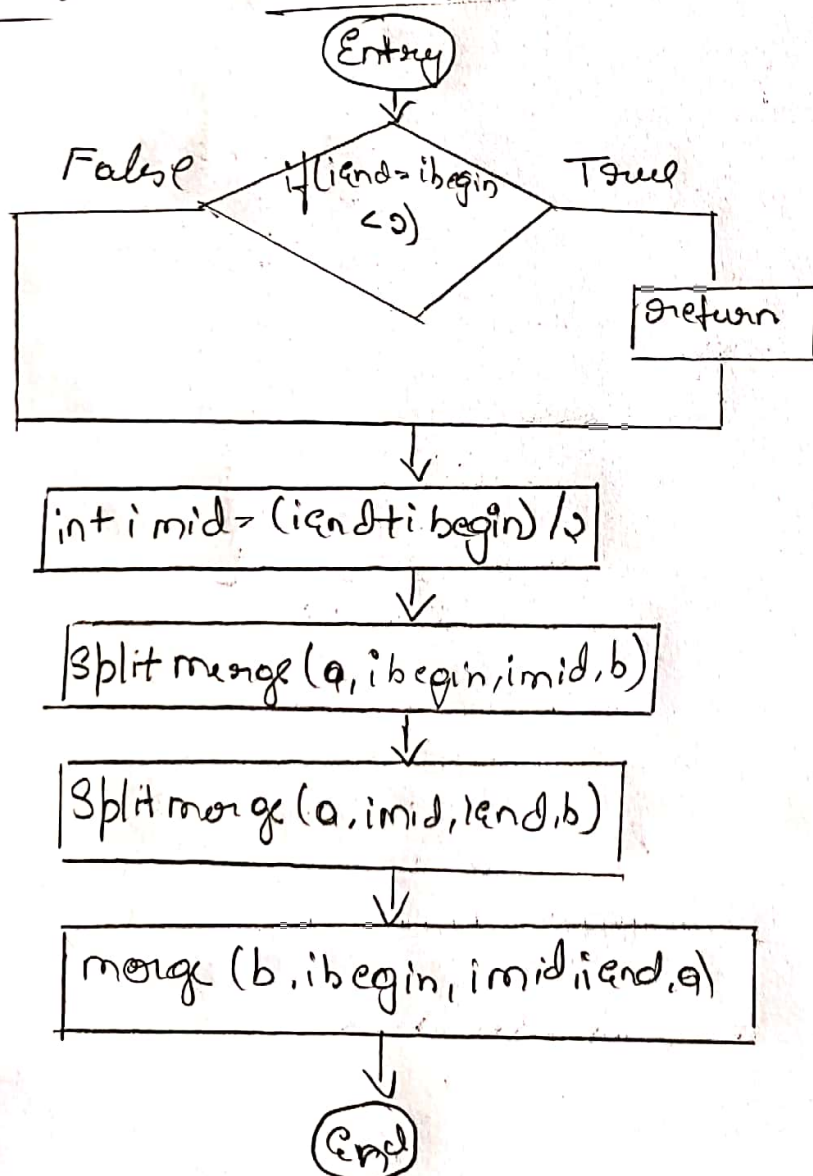 Entry
False
if(iend-ibegin
<2)
True
return
int imid = (iend+ibegin)/2
Split merge (a, ibegin, imid, b)
Split merge (a, imid, iend, b)
merge (b, ibegin, imid, iend, a)
End